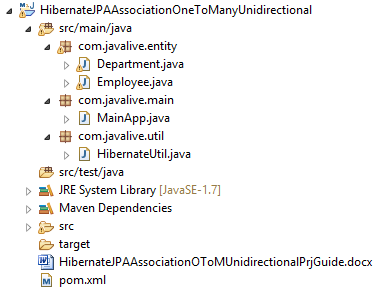 HibernateJPAAssociationOneToManyUnidirectional
src/main/java
com.javalive.entity
Department.java
Employee.java
com.javalive.main
MainApp.java
com.javalive.util
HibernateUtil.java
src/test/java
JRE System Library [JavaSE-1.7]
Maven Dependencies
src
target
HibernateJPAAssociationOToMUnidirectionalPrjGuide.docx
pom.xml